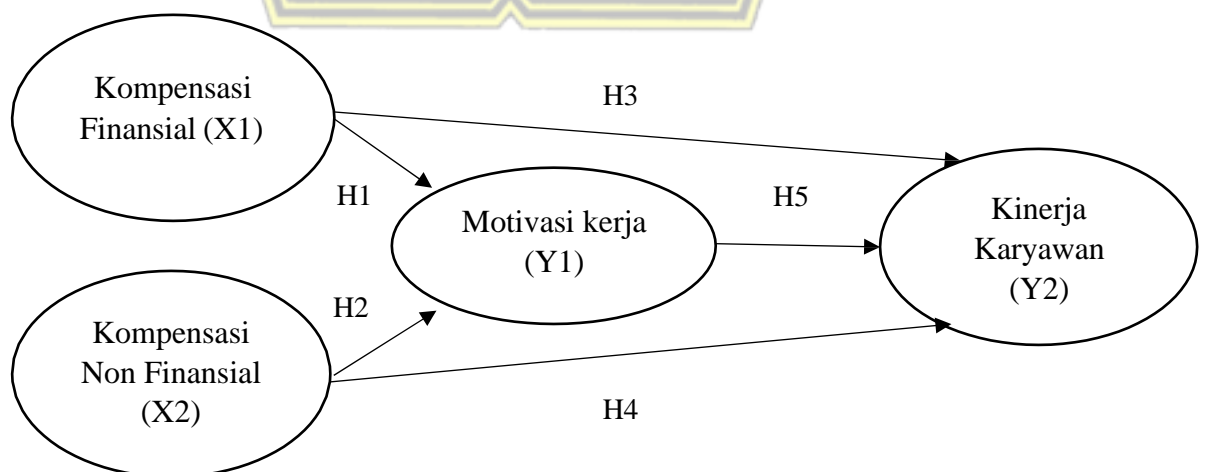 Kompensasi
Finansial (X1)
H3
H1
Motivasi kerja
(Y1)
H5
Kinerja
Karyawan
(Y2)
H2
Kompensasi
Non Finansial
(X2)
H4